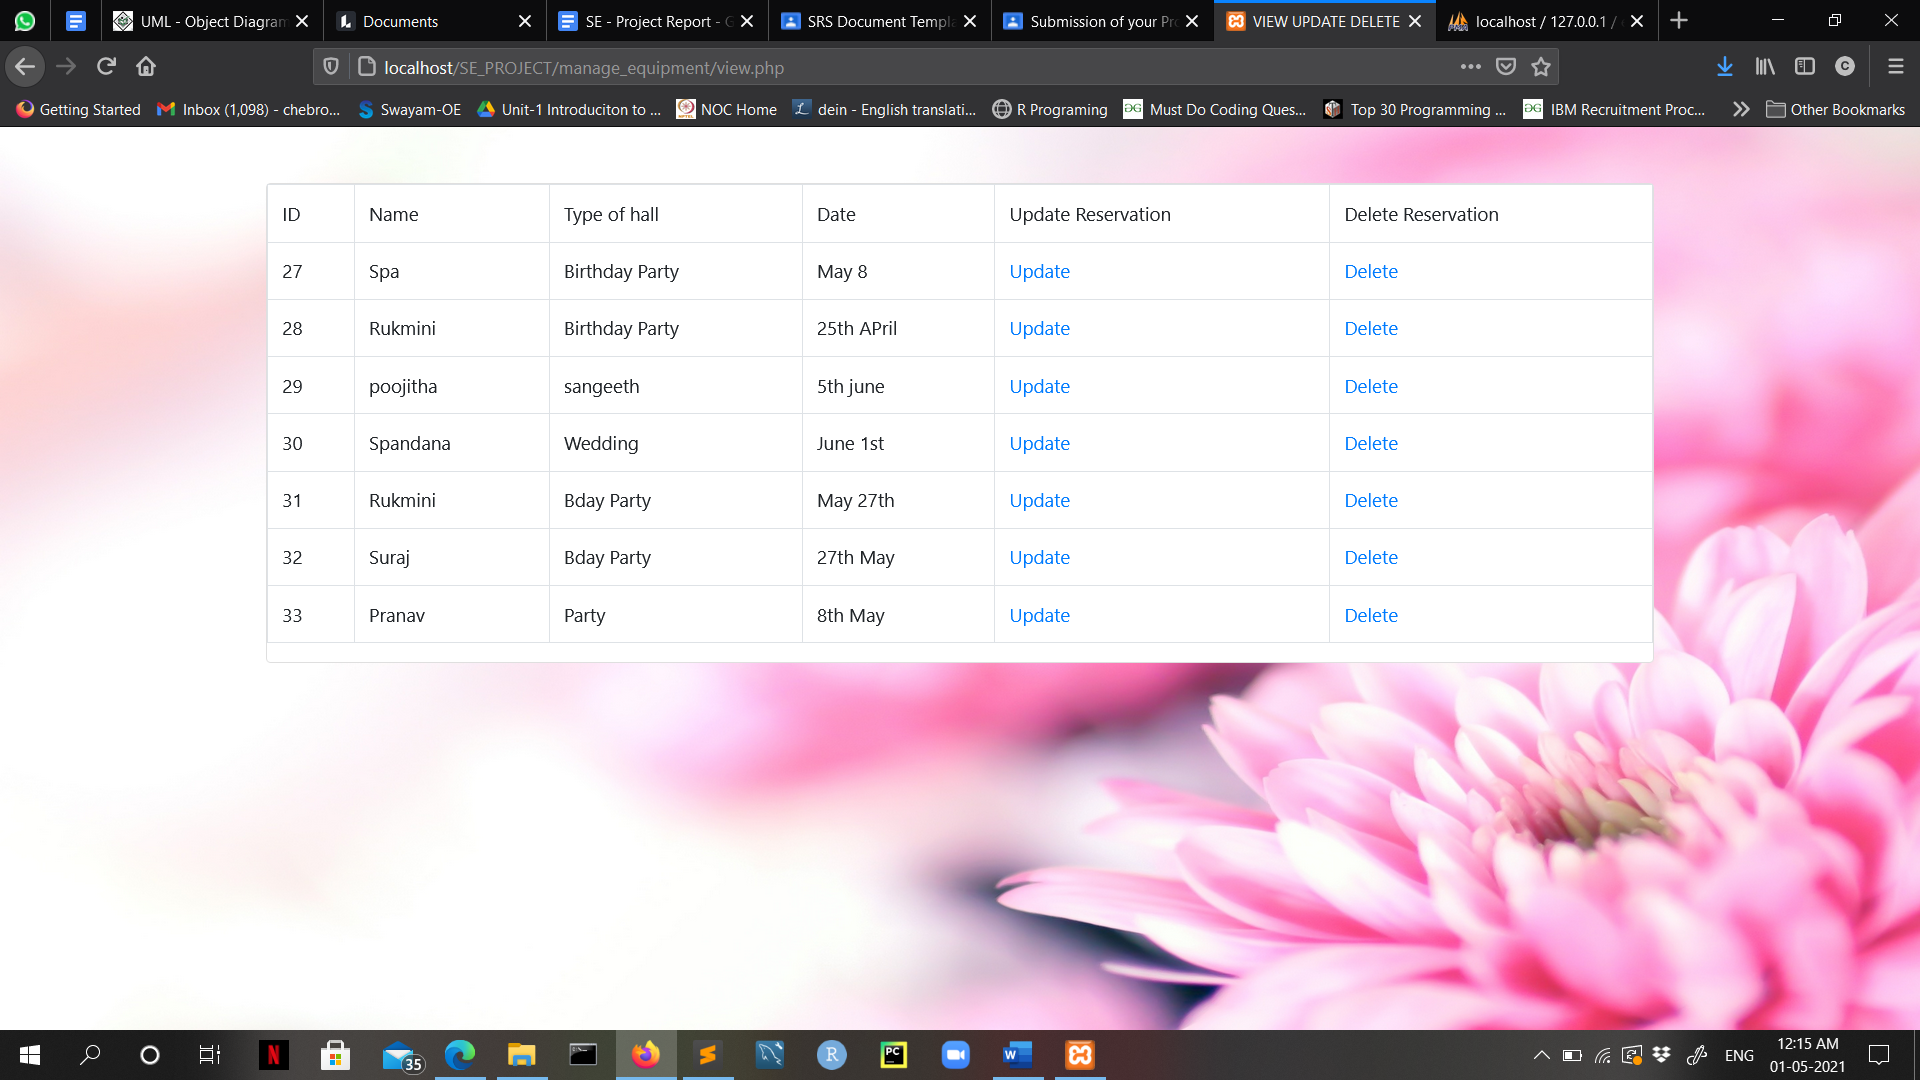 UML - Object Diagram
Documents
SE - Project Report - G
SRS Document Templa
Submission of your Pr
VIEW UPDATE DELETE
localhost / 127.0.0.1 /
localhost/SE_PROJECT/manage_equipment/view.php
C
Getting Started
Inbox (1,098) - chebro...
Swayam-OE
Unit-1 Introduciton to ...
NOC Home
dein - English translati...
R Programing
Must Do Coding Ques...
Top 30 Programming ...
IBM Recruitment Proc...
Other Bookmarks
ID Name Type of hall Date Update Reservation Delete Reservation
27 Spa Birthday Party May 8 Update Delete
28 Rukmini Birthday Party 25th APril Update Delete
29 poojitha sangeeth 5th june Update Delete
30 Spandana Wedding June 1st Update Delete
31 Rukmini Bday Party May 27th Update Delete
32 Suraj Bday Party 27th May Update Delete
33 Pranav Party 8th May Update Delete
35
ENG
12:15 AM
01-05-2021